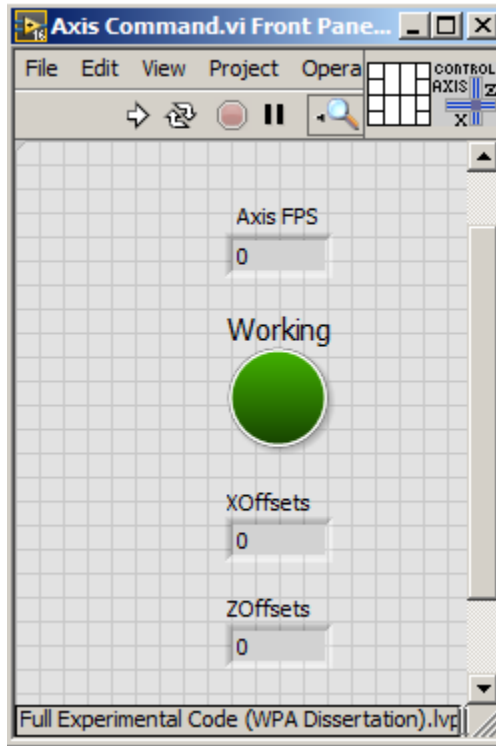 Axis Command.vi Front Pane...
File Edit View Project Opera
CONTROL
AXIS Z
X
Axis FPS
0
Working
XOffsets
0
ZOffsets
0
Full Experimental Code (WPA Dissertation).lvp